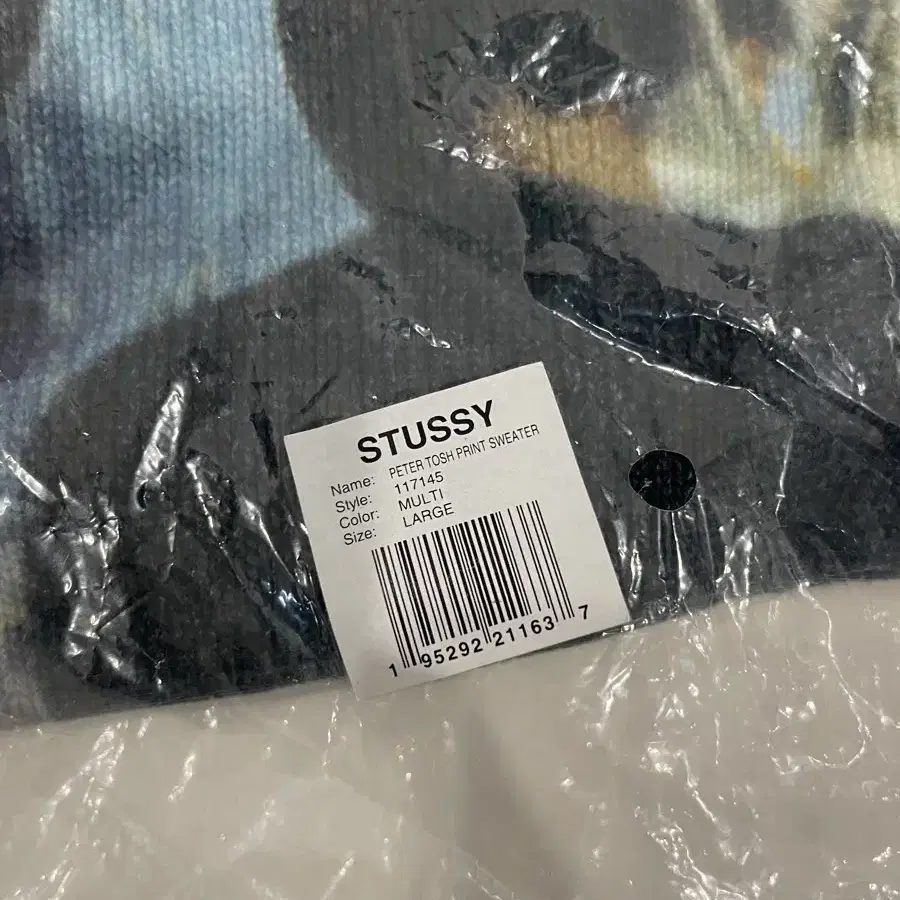 STUSSY
Name: PETER TOSH PRINT SWEATER
Style: 117145
Color: MULTI
Size: LARGE
1 95292 21163 7